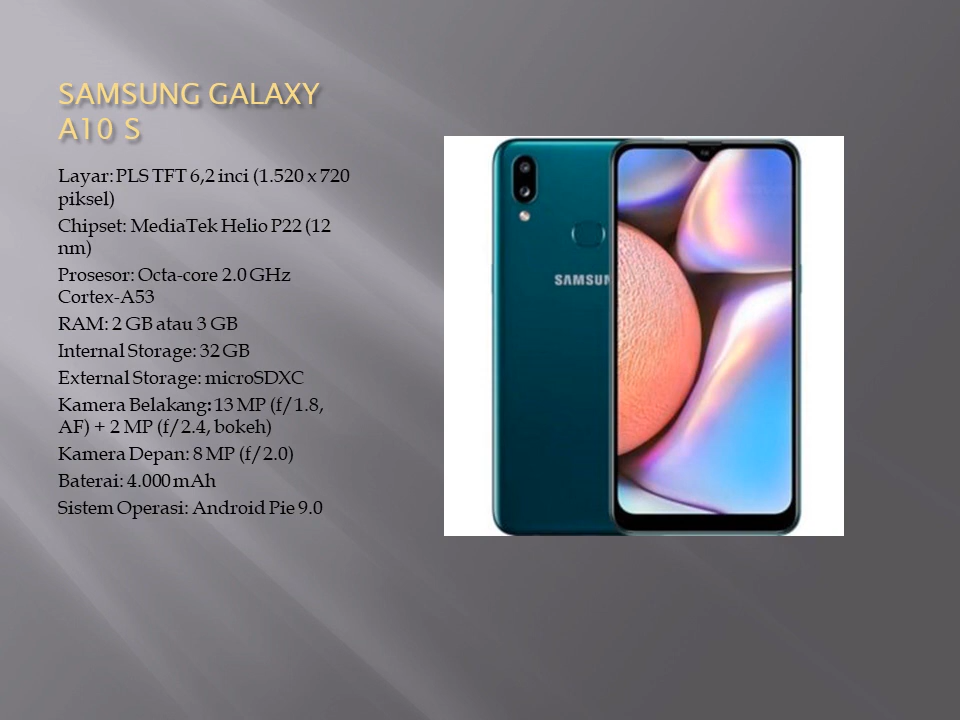 SAMSUNG GALAXY
A10 S
Layar: PLS TFT 6,2 inci (1.520 x 720
piksel)
Chipset: MediaTek Helio P22 (12
nm)
Prosesor: Octa-core 2.0 GHz
Cortex-A53
RAM: 2 GB atau 3 GB
Internal Storage: 32 GB
External Storage: microSDXC
Kamera Belakang: 13 MP (f/1.8,
AF) + 2 MP (f/2.4, bokeh)
Kamera Depan: 8 MP (f/2.0)
Baterai: 4.000 mAh
Sistem Operasi: Android Pie 9.0
SAMSUN